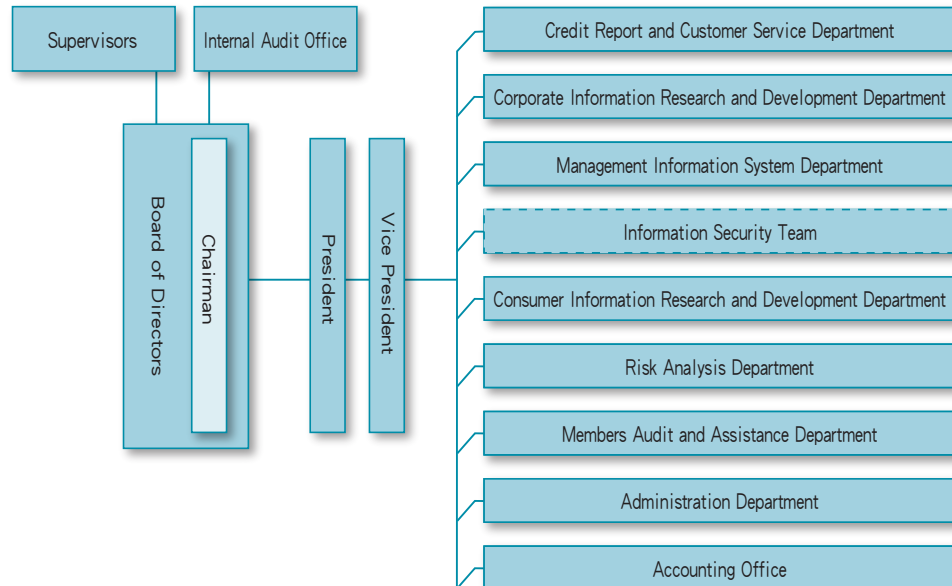 Supervisors
Internal Audit Office
Board of Directors
Chairman
President
Vice President
Credit Report and Customer Service Department
Corporate Information Research and Development Department
Management Information System Department
Information Security Team
Consumer Information Research and Development Department
Risk Analysis Department
Members Audit and Assistance Department
Administration Department
Accounting Office